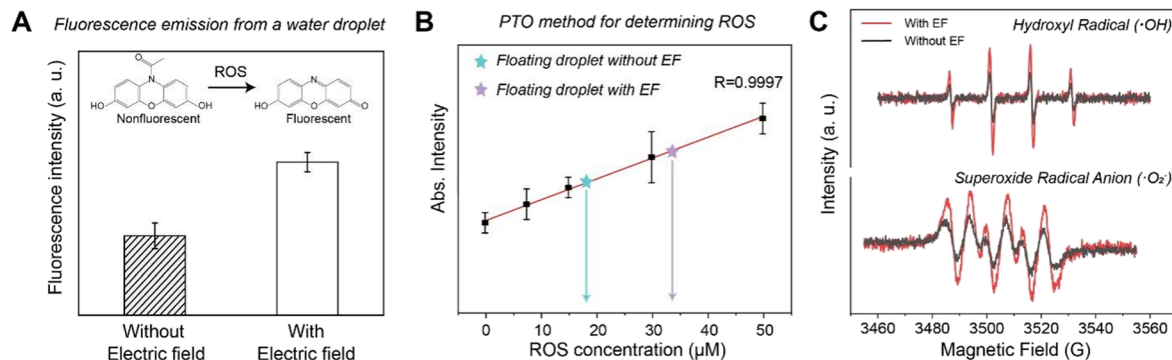 A
Fluorescence emission from a water droplet
Fluorescence intensity (a. u.)
O
N
HO
OH
Nonfluorescent
ROS
N
HO
O
O
Fluorescent
Without
Electric field
With
Electric field
B
PTO method for determining ROS
Floating droplet without EF
Floating droplet with EF
R=0.9997
Abs. Intensity
0
10
20
30
40
50
ROS concentration (μM)
C
With EF
Without EF
Hydroxyl Radical (·OH)
Superoxide Radical Anion (·O₂⁻)
Intensity (a. u.)
3460
3480
3500
3520
3540
3560
Magnetic Field (G)